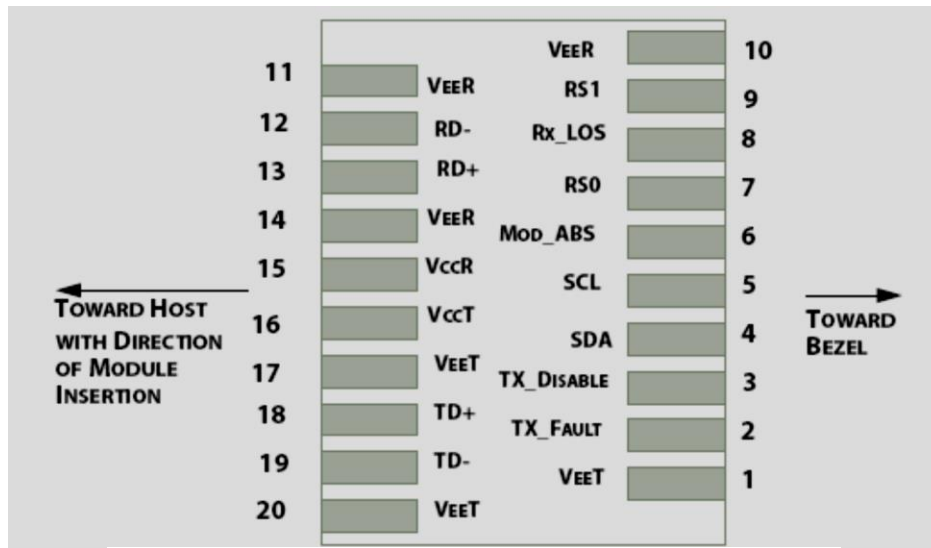 11 VEER
12 RD-
13 RD+
14 VEER
15 VCCR
16 VCCT
17 VEET
18 TD+
19 TD-
20 VEET
VEER 10
RS1 9
RX_LOS 8
RS0 7
MOD_ABS 6
SCL 5
SDA 4
TX_DISABLE 3
TX_FAULT 2
VEET 1
TOWARD HOST
WITH DIRECTION
OF MODULE
INSERTION
TOWARD
BEZEL